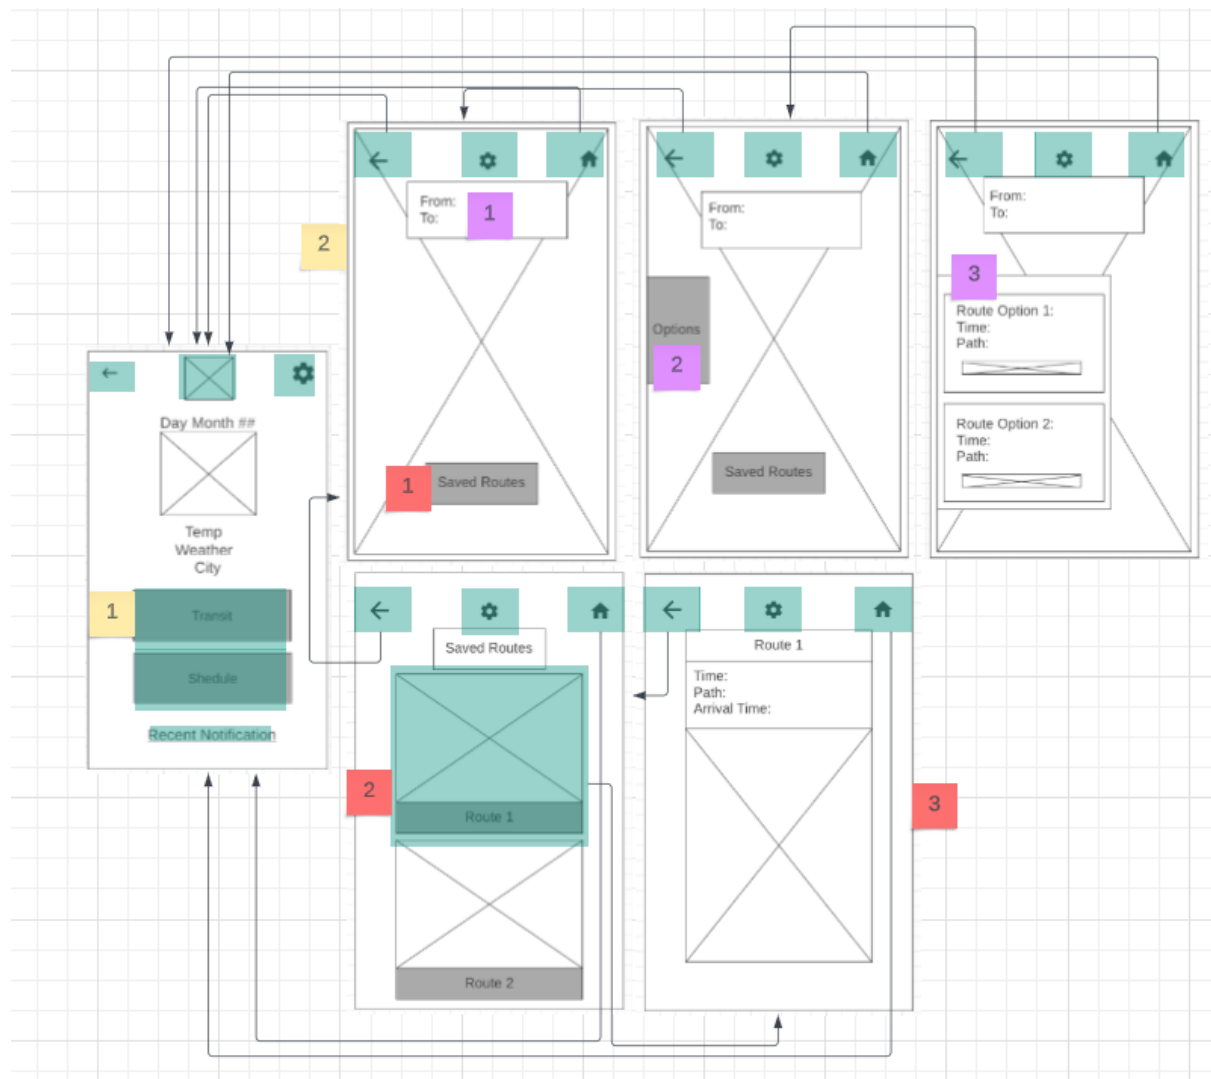 2
From:
To:
1
1
Saved Routes
From:
To:
Options
2
Saved Routes
From:
To:
3
Route Option 1:
Time:
Path:
Route Option 2:
Time:
Path:
Day Month ##
Temp
Weather
City
1
Transit
Shedule
Recent Notification
Saved Routes
2
Route 1
Route 2
Route 1
Time:
Path:
Arrival Time:
3